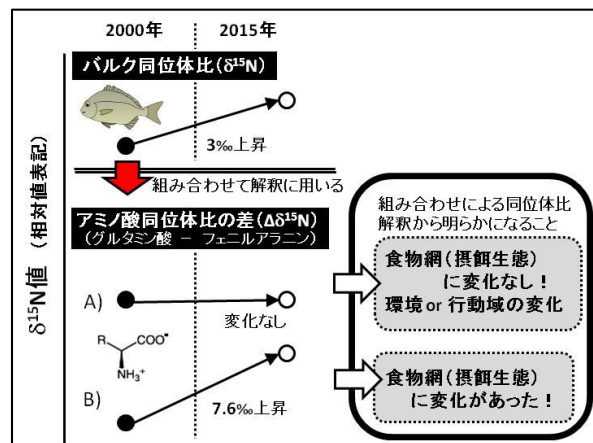 2000年 2015年
バルク同位体比(δ¹⁵N)
3‰上昇
組み合わせて解釈に用いる
アミノ酸同位体比の差(Δδ¹⁵N)
(グルタミン酸 － フェニルアラニン)
A)
変化なし
R
COO⁻
NH₃⁺
B)
7.6‰上昇
δ¹⁵N値 (相対値表記)
組み合わせによる同位体比
解釈から明らかになること
食物網(摂餌生態)
に変化なし！
環境 or 行動域の変化
食物網(摂餌生態)
に変化があった！